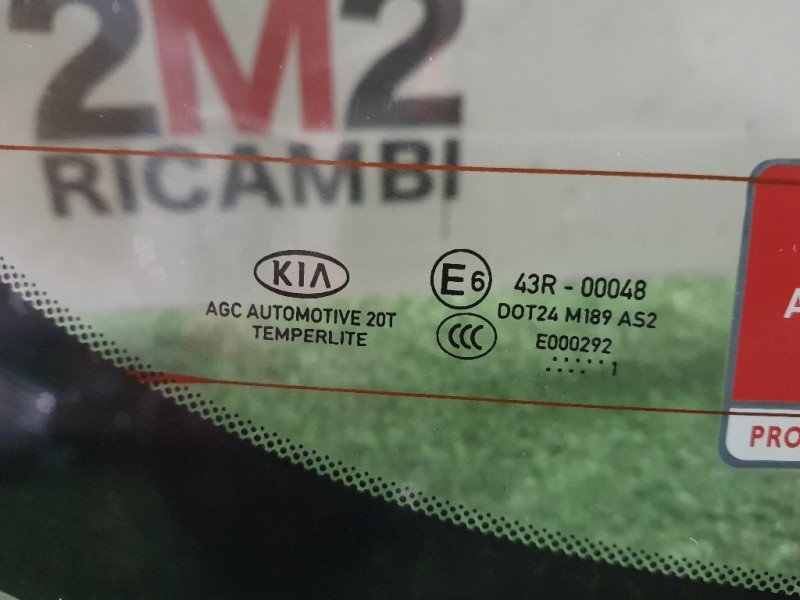 2M2
RICAMBI
KIA
AGC AUTOMOTIVE 20T
TEMPERLITE
E6
43R - 00048
DOT24 M189 AS2
CCC
E000292
..... 1
A
PRO